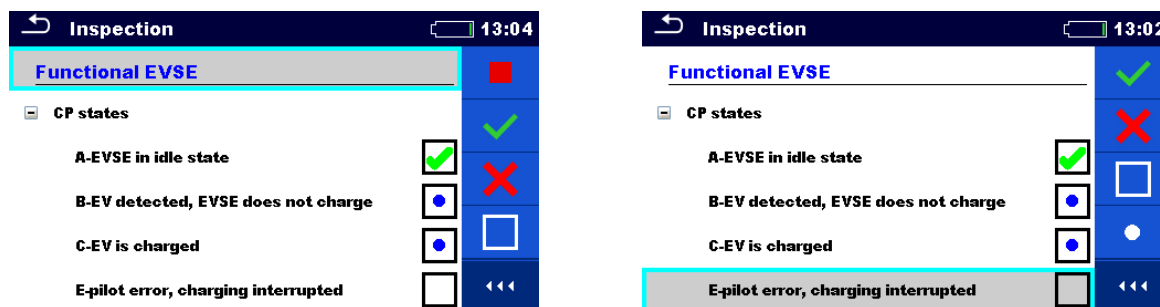 Inspection 13:04
Functional EVSE
CP states
A-EVSE in idle state
B-EV detected, EVSE does not charge
C-EV is charged
E-pilot error, charging interrupted
Inspection 13:02
Functional EVSE
CP states
A-EVSE in idle state
B-EV detected, EVSE does not charge
C-EV is charged
E-pilot error, charging interrupted